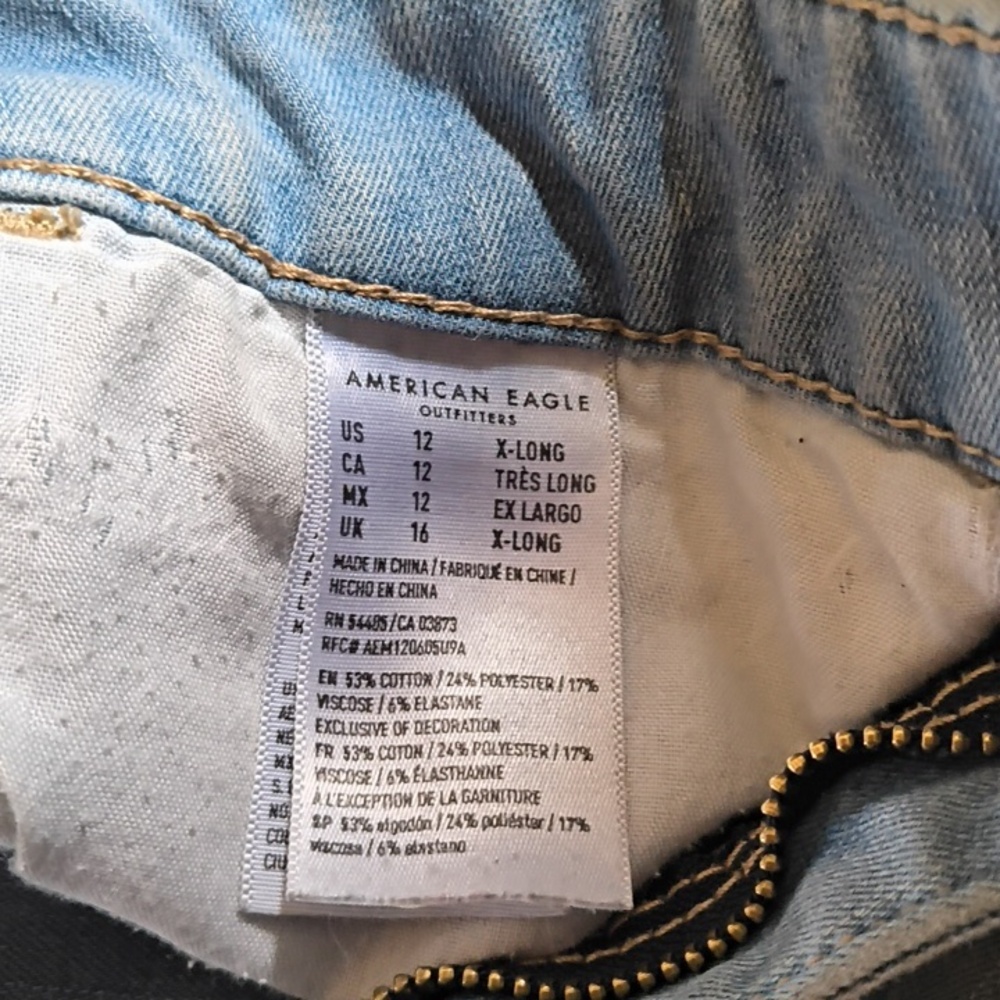 AMERICAN EAGLE
OUTFITTERS
US 12 X-LONG
CA 12 TRÈS LONG
MX 12 EX LARGO
UK 16 X-LONG
MADE IN CHINA / FABRIQUÉ EN CHINE /
HECHO EN CHINA
RN 54485/CA 03873
RFC# AEM120605U9A
EN 53% COTTON / 24% POLYESTER / 17%
VISCOSE / 6% ELASTANE
EXCLUSIVE OF DECORATION
FR 53% COTON / 24% POLYESTER / 17%
VISCOSE / 6% ÉLASTHANNE
À L'EXCEPTION DE LA GARNITURE
SP 53% algodón / 24% poliéster / 17%
viscosa / 6% elastano